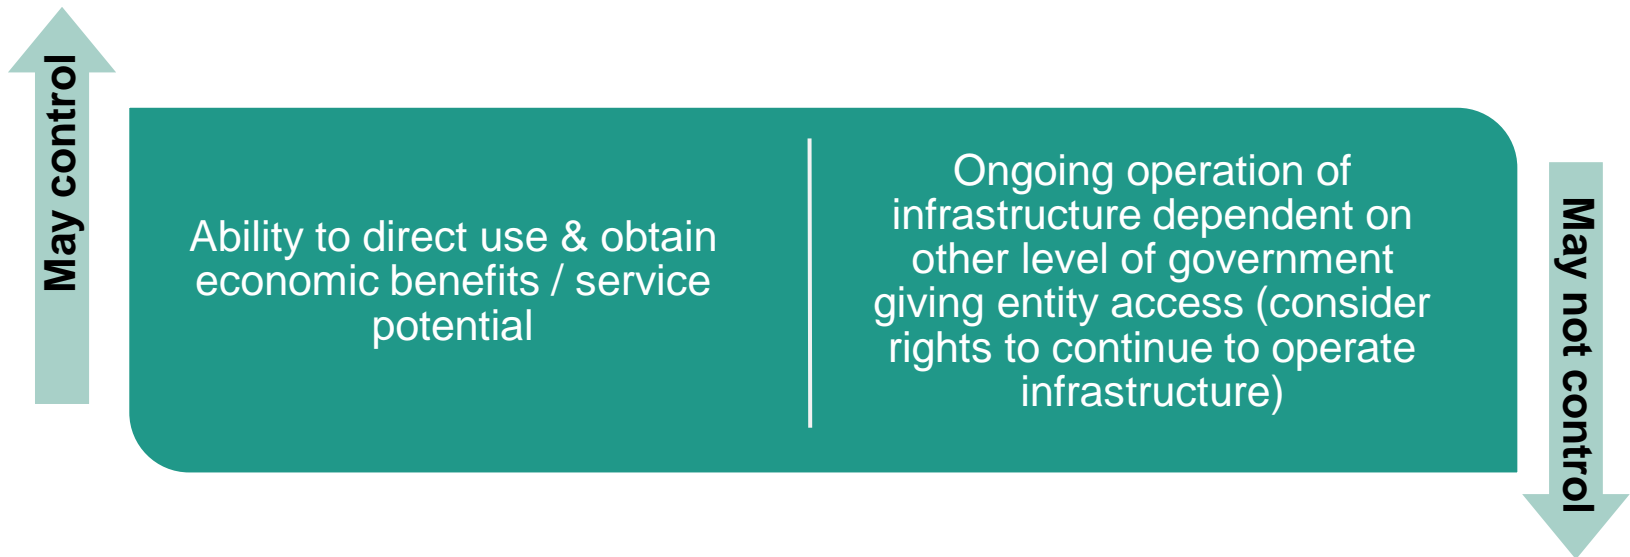 May control
Ability to direct use & obtain
economic benefits / service
potential
Ongoing operation of
infrastructure dependent on
other level of government
giving entity access (consider
rights to continue to operate
infrastructure)
May not control